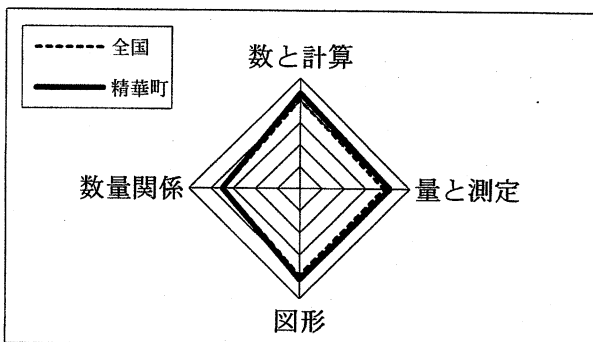 全国
精華町
数と計算
数量関係
量と測定
図形